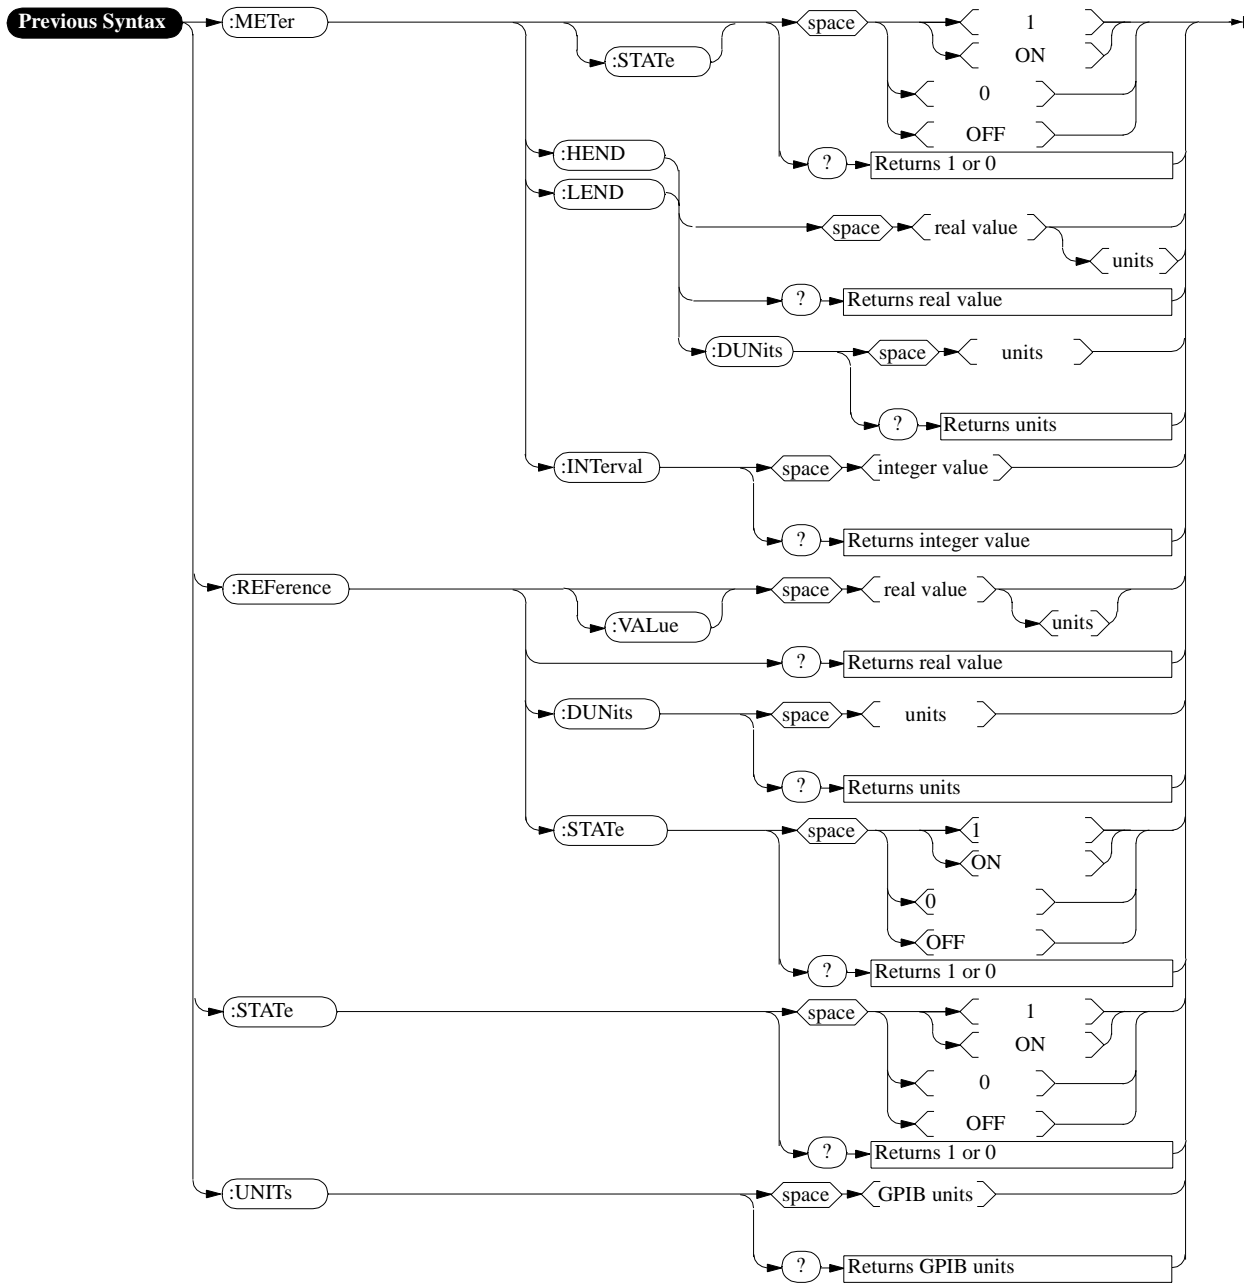 Previous Syntax :METer space 1
:STATe ON
0
OFF
:HEND ? Returns 1 or 0
:LEND
space real value
units
? Returns real value
:DUNits space units
? Returns units
:INTerval space integer value
? Returns integer value
:REFerence space real value
:VALue units
? Returns real value
:DUNits space units
? Returns units
:STATe space 1
ON
0
OFF
? Returns 1 or 0
:STATe space 1
ON
0
OFF
? Returns 1 or 0
:UNITs space GPIB units
? Returns GPIB units